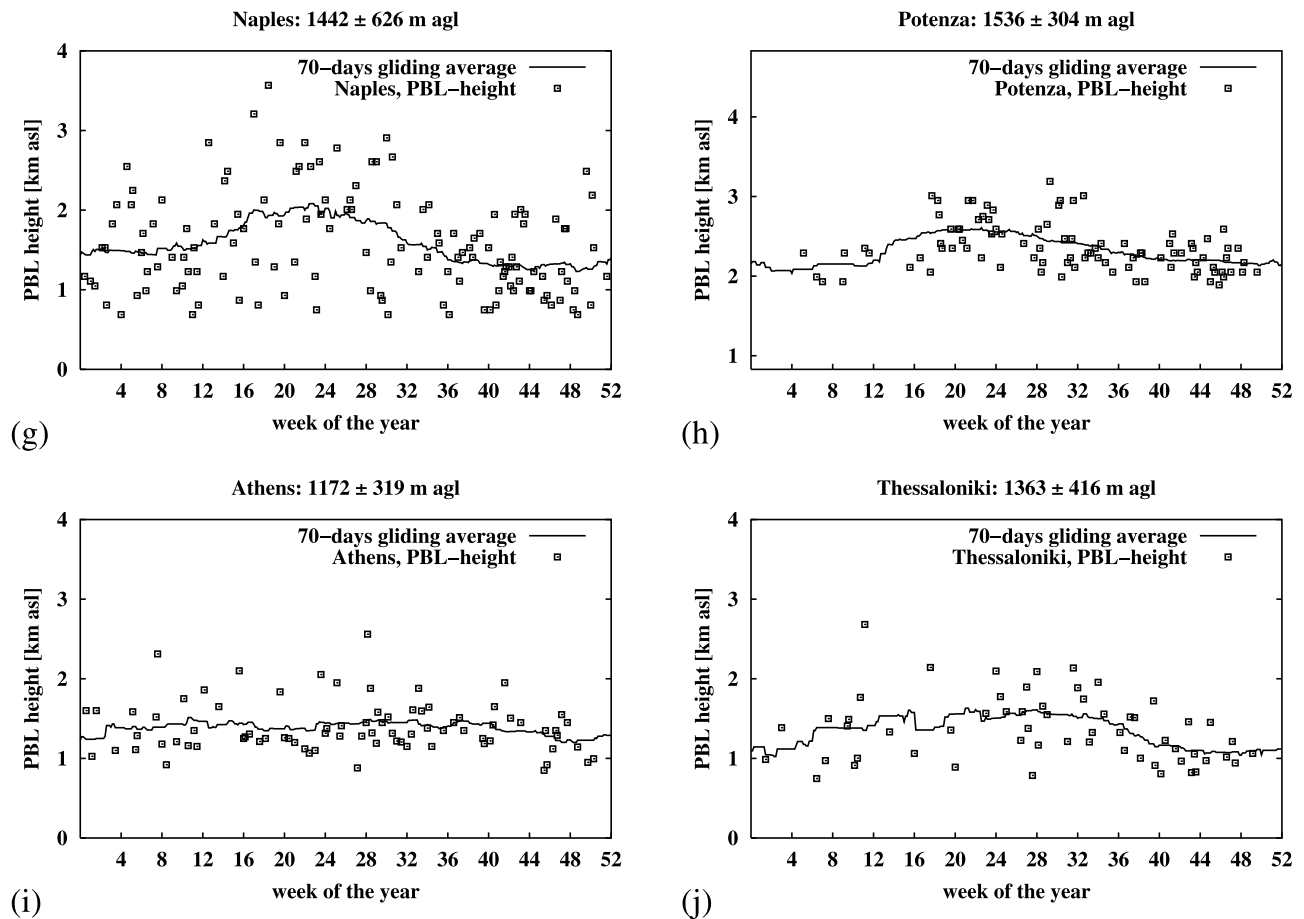 Naples: 1442 ± 626 m agl
4
3
2
1
0
PBL height [km asl]
70−days gliding average
Naples, PBL−height
4 8 12 16 20 24 28 32 36 40 44 48 52
week of the year
(g)
Potenza: 1536 ± 304 m agl
4
3
2
1
PBL height [km asl]
70−days gliding average
Potenza, PBL−height
4 8 12 16 20 24 28 32 36 40 44 48 52
week of the year
(h)
Athens: 1172 ± 319 m agl
4
3
2
1
0
PBL height [km asl]
70−days gliding average
Athens, PBL−height
4 8 12 16 20 24 28 32 36 40 44 48 52
week of the year
(i)
Thessaloniki: 1363 ± 416 m agl
4
3
2
1
0
PBL height [km asl]
70−days gliding average
Thessaloniki, PBL−height
4 8 12 16 20 24 28 32 36 40 44 48 52
week of the year
(j)